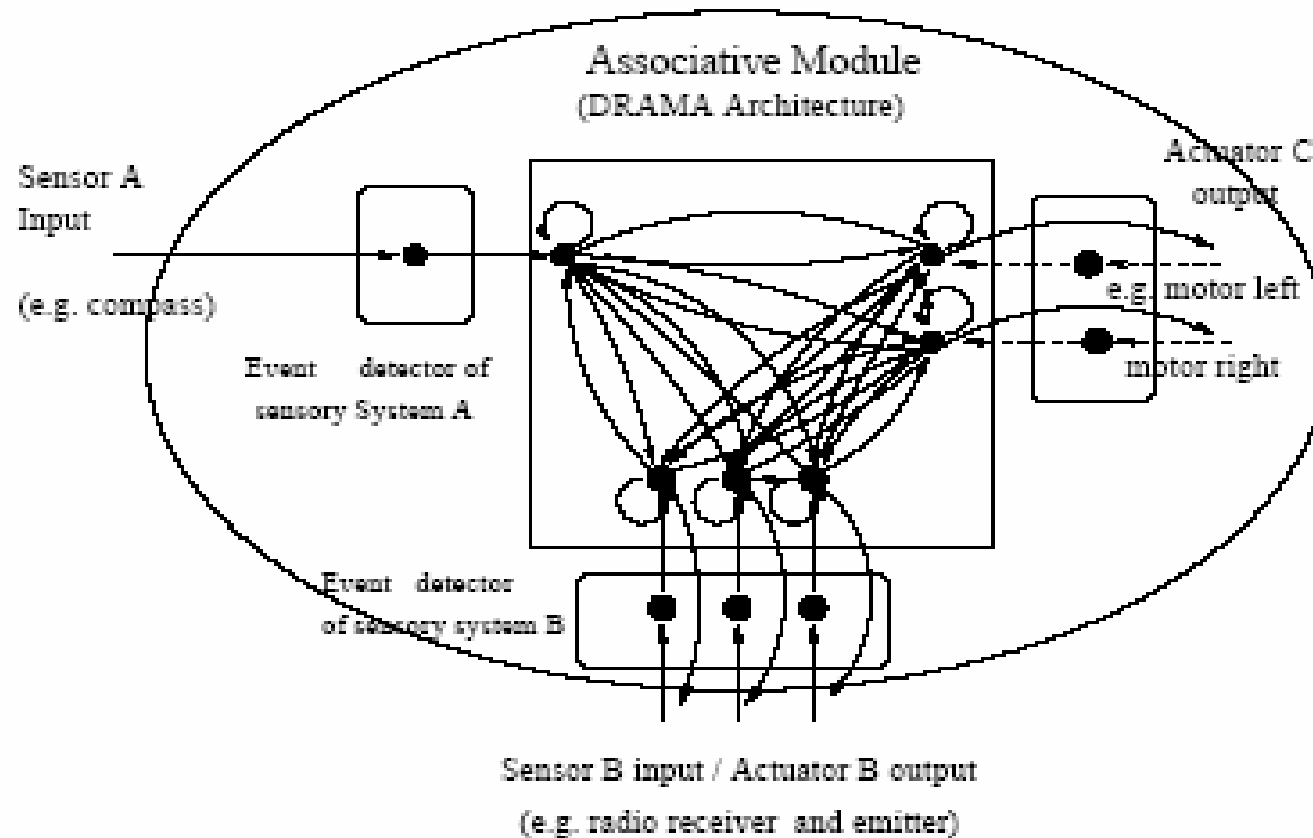 Associative Module
(DRAMA Architecture)
Sensor A
Input
(e.g. compass)
Actuator C
output
e.g. motor left
motor right
Event detector of
sensory System A
Event detector
of sensory system B
Sensor B input / Actuator B output
(e.g. radio receiver and emitter)